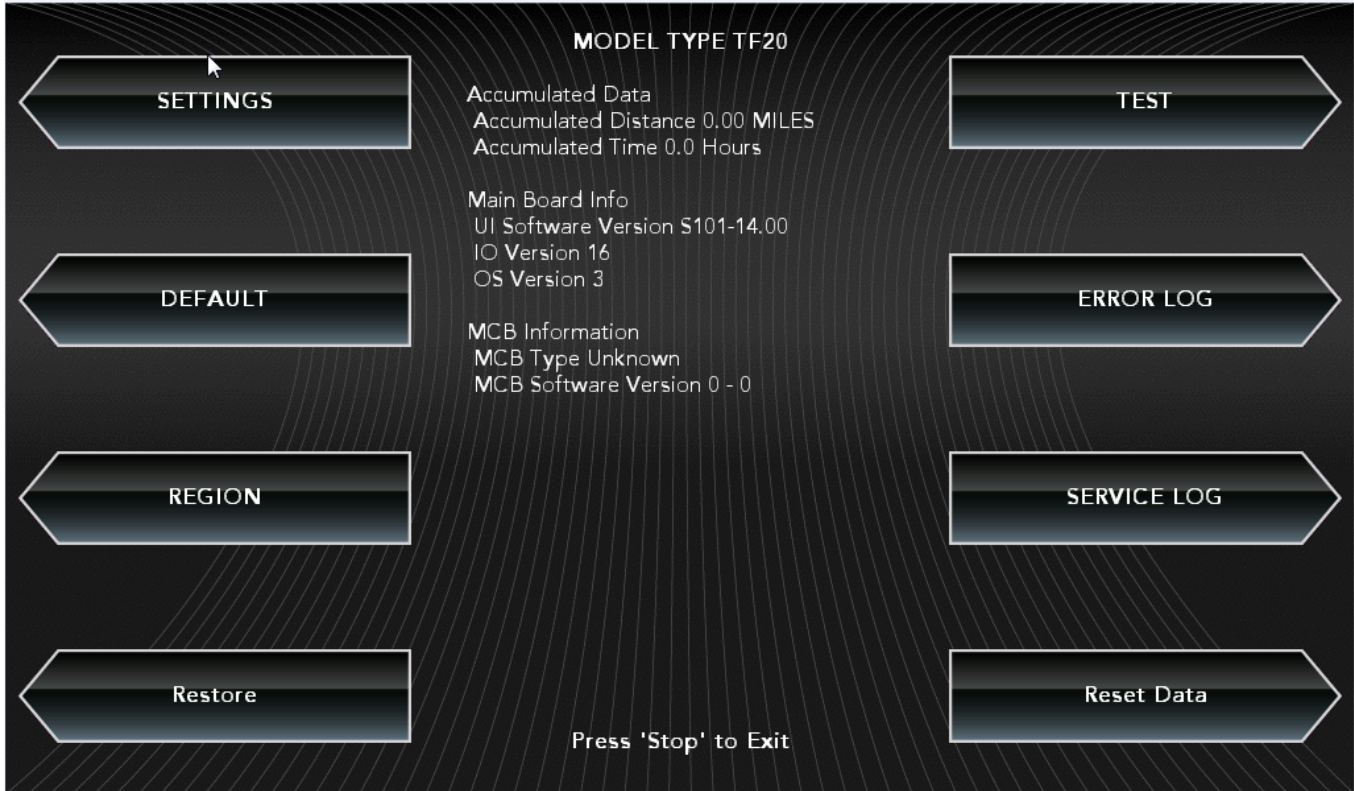 MODEL TYPE TF20
SETTINGS
TEST
Accumulated Data
Accumulated Distance 0.00 MILES
Accumulated Time 0.0 Hours
Main Board Info
UI Software Version S101-14.00
IO Version 16
OS Version 3
DEFAULT
ERROR LOG
MCB Information
MCB Type Unknown
MCB Software Version 0 - 0
REGION
SERVICE LOG
Restore
Reset Data
Press 'Stop' to Exit